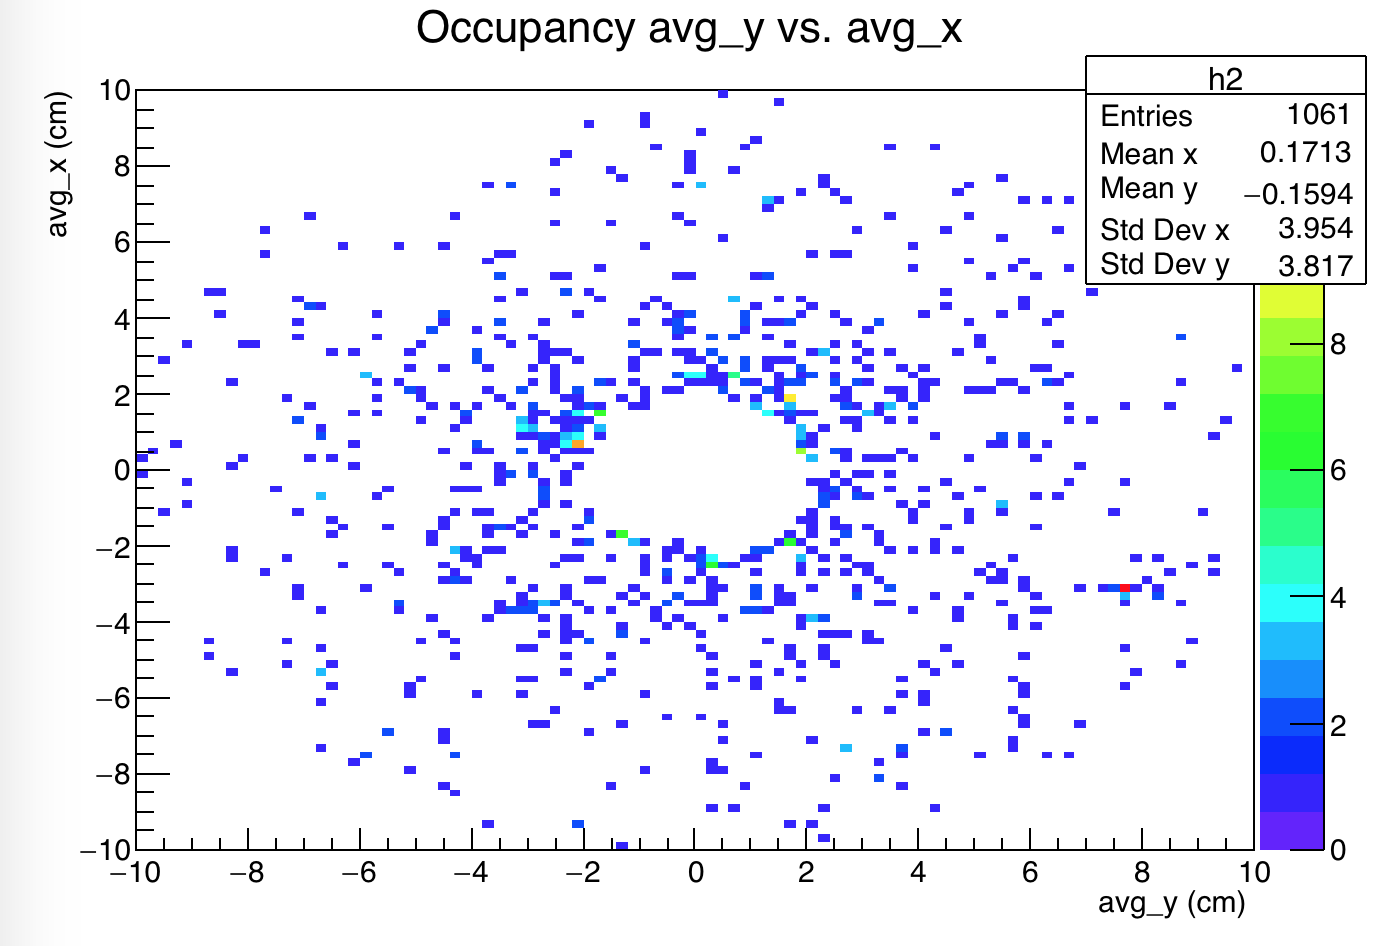 Occupancy avg_y vs. avg_x
h2
Entries 1061
Mean x 0.1713
Mean y −0.1594
Std Dev x 3.954
Std Dev y 3.817
avg_x (cm)
10
8
6
4
2
0
−2
−4
−6
−8
−10
−10 −8 −6 −4 −2 0 2 4 6 8 10
avg_y (cm)
8
6
4
2
0